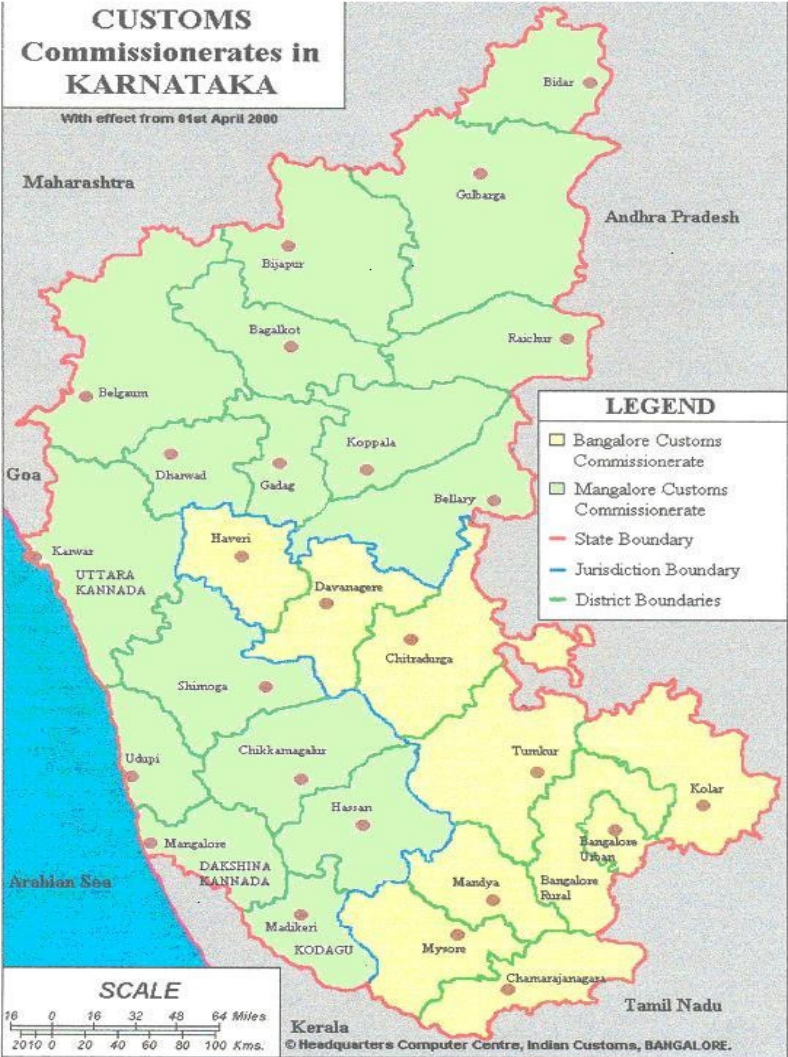 CUSTOMS
Commissionerates in
KARNATAKA
With effect from 01st April 2000
Bidar
Maharashtra
Gulbarga
Andhra Pradesh
Bijapur
Bagalkot
Raichur
Belgaum
LEGEND
Bangalore Customs
Commissionerate
Mangalore Customs
Commissionerate
State Boundary
Jurisdiction Boundary
District Boundaries
Koppala
Dharwad
Gadag
Goa
Bellary
Haveri
Karwar
UTTARA
KANNADA
Davanagere
Chitradurga
Shimoga
Chikkamagalur
Tumkur
Udupi
Kolar
Hassan
Mangalore
Bangalore
Urban
DAKSHINA
KANNADA
Arabian Sea
Mandya
Bangalore
Rural
Madikeri
KODAGU
Mysore
Chamarajanagara
SCALE
16 0 16 32 48 64 Miles
20 10 0 20 40 60 80 100 Kms.
Tamil Nadu
Kerala
© Headquarters Computer Centre, Indian Customs, BANGALORE.